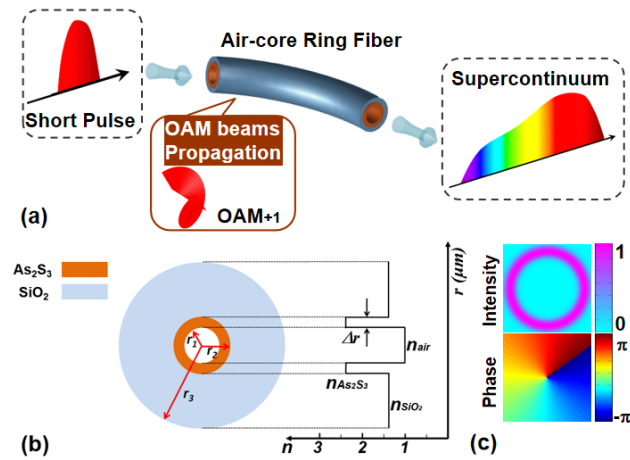 Air-core Ring Fiber
Short Pulse
Supercontinuum
OAM beams
Propagation
OAM+1
(a)
As₂S₃
SiO₂
r₁
r₂
r₃
Δr
nair
nAs₂S₃
nSiO₂
n
3
2
1
r (μm)
(b)
Intensity
1
0
Phase
π
-π
(c)